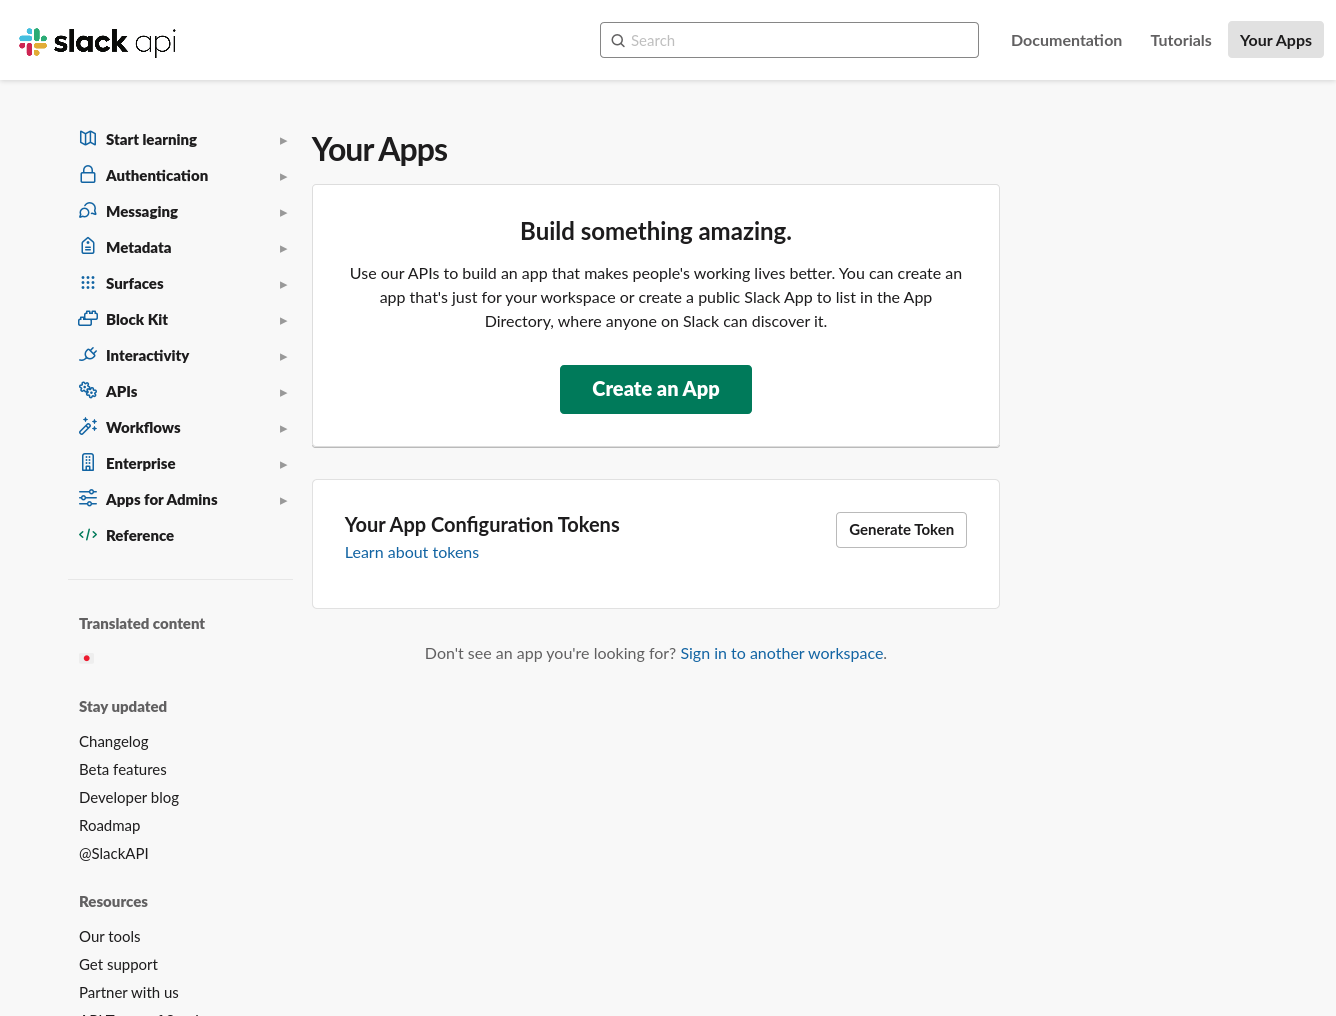 slack api
Search
Documentation
Tutorials
Your Apps
Start learning
Authentication
Messaging
Metadata
Surfaces
Block Kit
Interactivity
APIs
Workflows
Enterprise
Apps for Admins
Reference
Translated content
Stay updated
Changelog
Beta features
Developer blog
Roadmap
@SlackAPI
Resources
Our tools
Get support
Partner with us
Your Apps
Build something amazing.
Use our APIs to build an app that makes people's working lives better. You can create an
app that's just for your workspace or create a public Slack App to list in the App
Directory, where anyone on Slack can discover it.
Create an App
Your App Configuration Tokens
Learn about tokens
Generate Token
Don't see an app you're looking for? Sign in to another workspace.